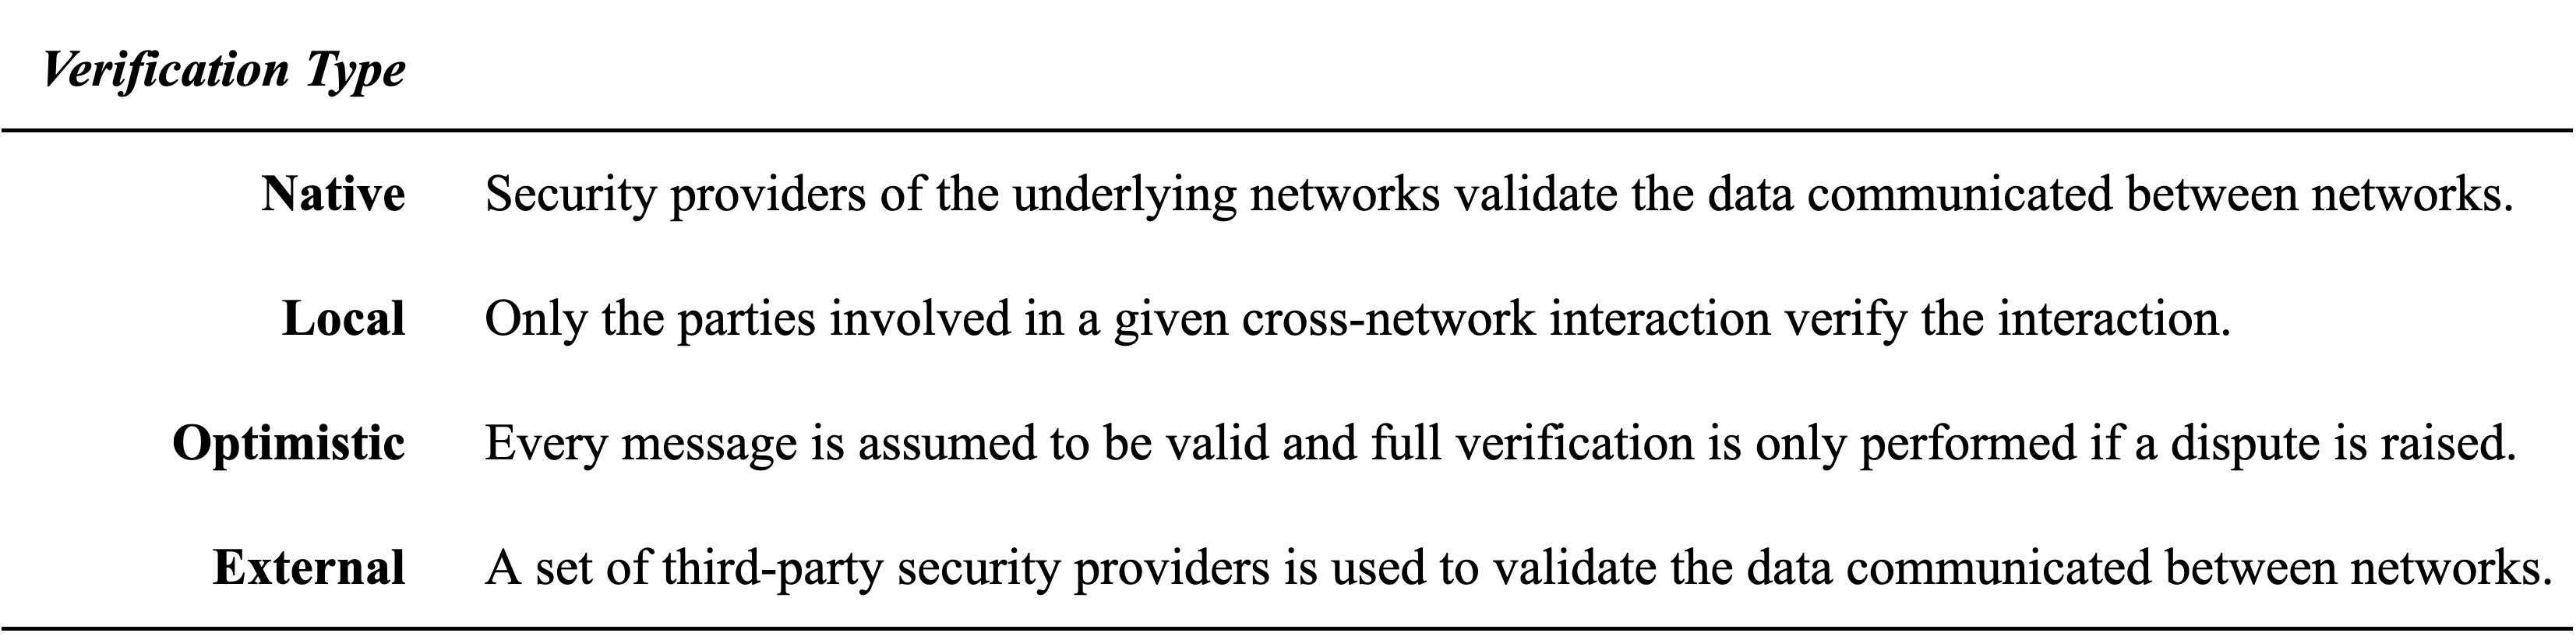 Verification Type
Native Security providers of the underlying networks validate the data communicated between networks.
Local Only the parties involved in a given cross-network interaction verify the interaction.
Optimistic Every message is assumed to be valid and full verification is only performed if a dispute is raised.
External A set of third-party security providers is used to validate the data communicated between networks.